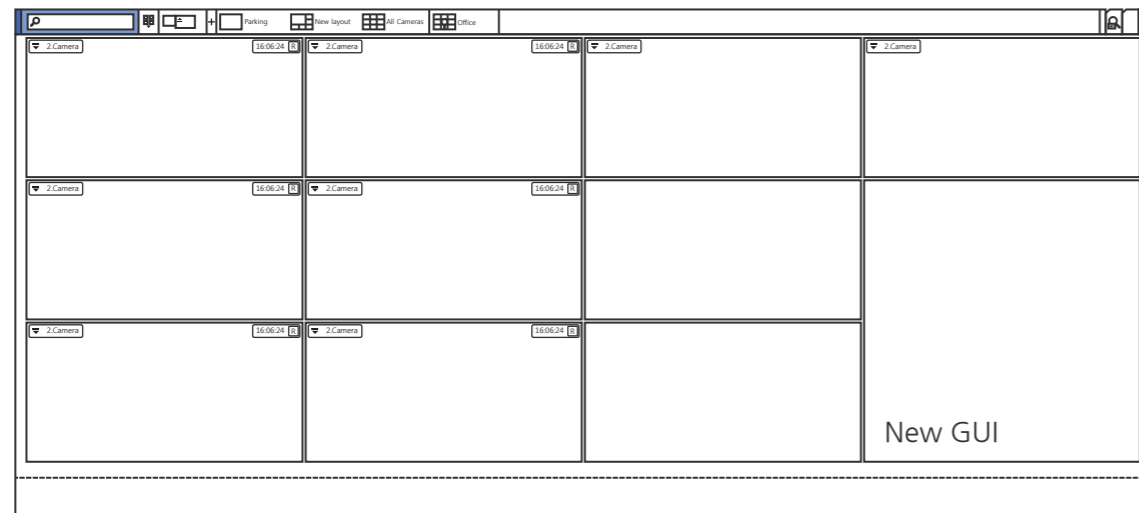 Parking New layout All Cameras Office
2.Camera 16:06:24 R 2.Camera 16:06:24 R 2.Camera 2.Camera
2.Camera 16:06:24 R 2.Camera 16:06:24 R
2.Camera 16:06:24 R 2.Camera 16:06:24 R
New GUI